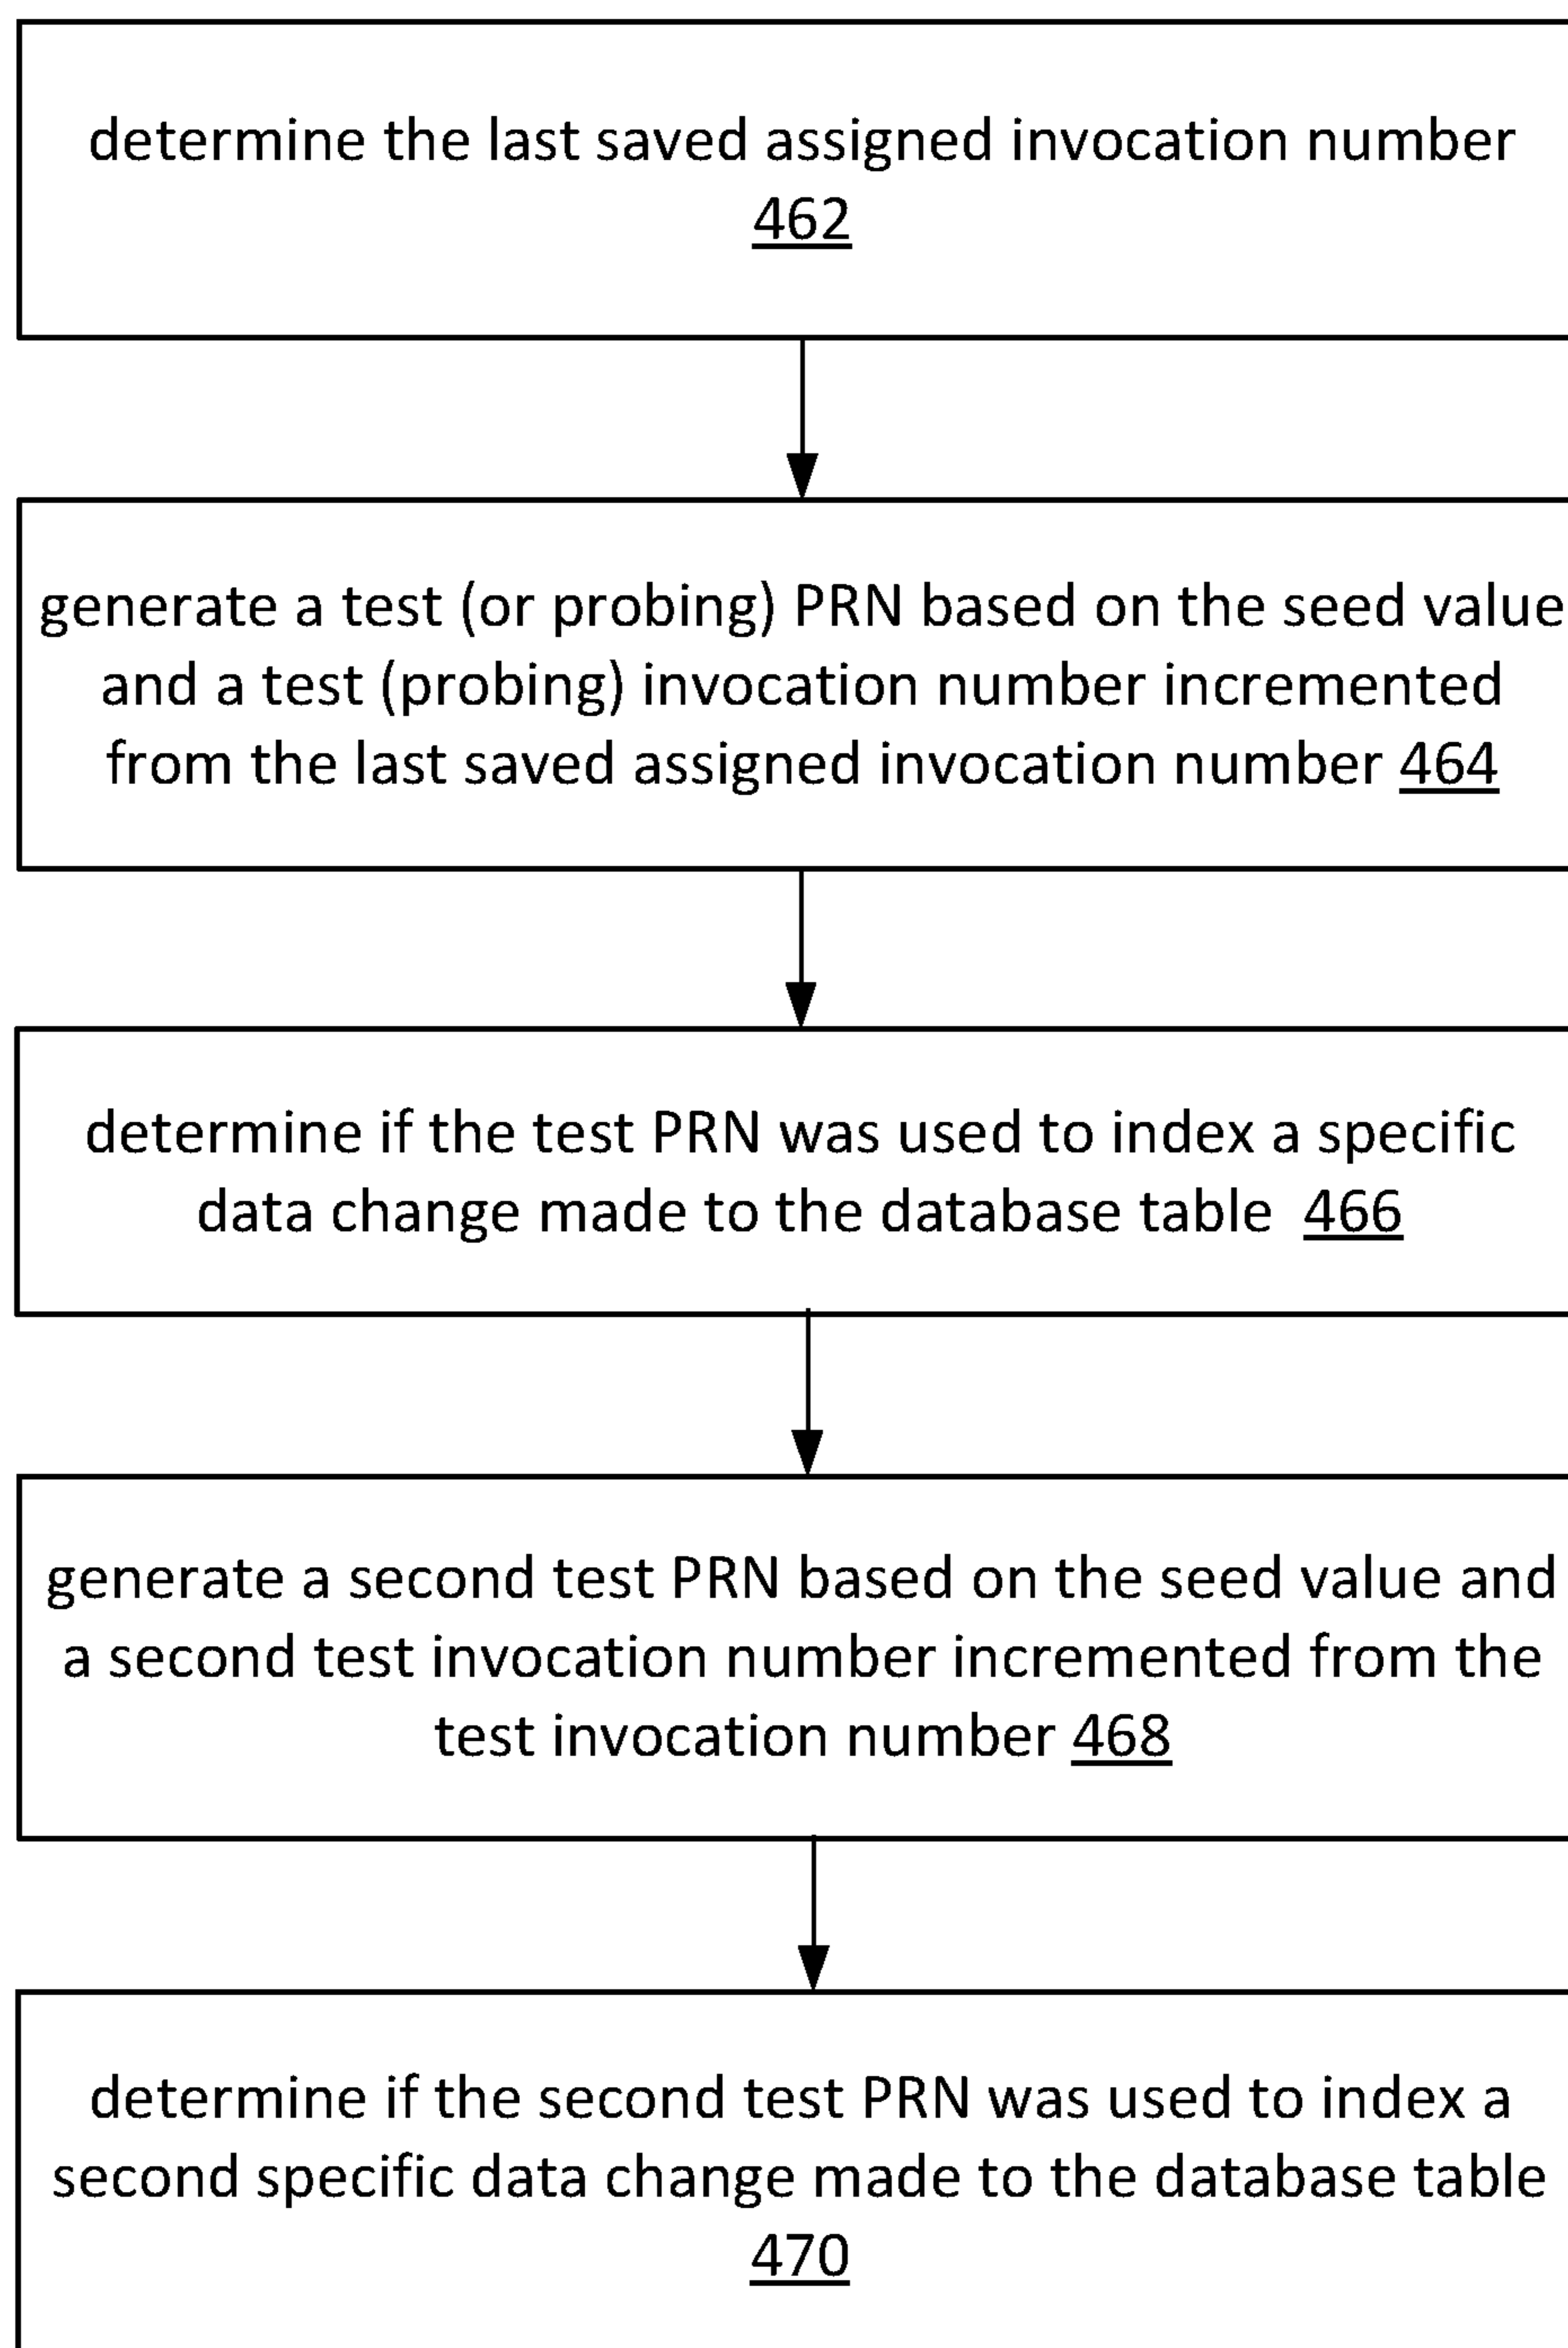 determine the last saved assigned invocation number
462
generate a test (or probing) PRN based on the seed value
and a test (probing) invocation number incremented
from the last saved assigned invocation number 464
determine if the test PRN was used to index a specific
data change made to the database table 466
generate a second test PRN based on the seed value and
a second test invocation number incremented from the
test invocation number 468
determine if the second test PRN was used to index a
second specific data change made to the database table
470